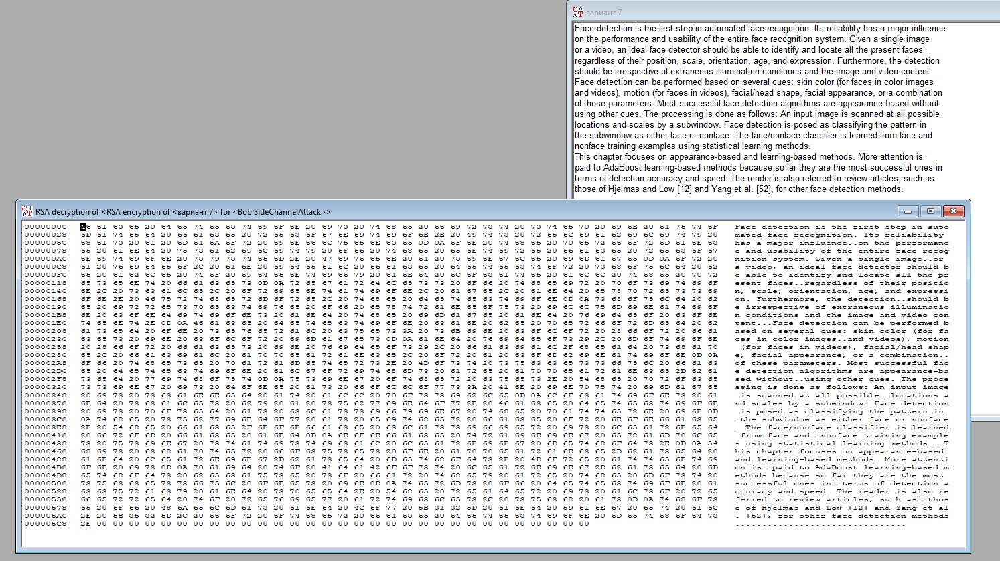 вариант 7
Face detection is the first step in automated face recognition. Its reliability has a major influence
on the performance and usability of the entire face recognition system. Given a single image
or a video, an ideal face detector should be able to identify and locate all the present faces
regardless of their position, scale, orientation, age, and expression. Furthermore, the detection
should be irrespective of extraneous illumination conditions and the image and video content.
Face detection can be performed based on several cues: skin color (for faces in color images
and videos), motion (for faces in videos), facial/head shape, facial appearance, or a combination
of these parameters. Most successful face detection algorithms are appearance-based without
using other cues. The processing is done as follows: An input image is scanned at all possible
locations and scales by a subwindow. Face detection is posed as classifying the pattern in
the subwindow as either face or nonface. The face/nonface classifier is learned from face and
nonface training examples using statistical learning methods.
This chapter focuses on appearance-based and learning-based methods. More attention is
paid to AdaBoost learning-based methods because so far they are the most successful ones in
terms of detection accuracy and speed. The reader is also referred to review articles, such as
those of Hjelmas and Low [12] and Yang et al. [52], for other face detection methods.
RSA decryption of <RSA encryption of <вариант 7> for <Bob SideChannelAttack>>
00000000 46 61 63 65 20 64 65 74 65 63 74 69 6F 6E 20 69 73 20 74 68 65 20 66 69 72 73 74 20 73 74 65 70 20 69 6E 20 61 75 74 6F Face detection is the first step in auto
00000028 6D 61 74 65 64 20 66 61 63 65 20 72 65 63 6F 67 6E 69 74 69 6F 6E 2E 20 49 74 73 20 72 65 6C 69 61 62 69 6C 69 74 79 20 mated face recognition. Its reliability
00000050 68 61 73 20 61 20 6D 61 6A 6F 72 20 69 6E 66 6C 75 65 6E 63 65 0D 0A 6F 6E 20 74 68 65 20 70 65 72 66 6F 72 6D 61 6E 63 has a major influence..on the performanc
00000078 65 20 61 6E 64 20 75 73 61 62 69 6C 69 74 79 20 6F 66 20 74 68 65 20 65 6E 74 69 72 65 20 66 61 63 65 20 72 65 63 6F 67 e and usability of the entire face recog
000000A0 6E 69 74 69 6F 6E 20 73 79 73 74 65 6D 2E 20 47 69 76 65 6E 20 61 20 73 69 6E 67 6C 65 20 69 6D 61 67 65 0D 0A 6F 72 20 nition system. Given a single image..or
000000C8 61 20 76 69 64 65 6F 2C 20 61 6E 20 69 64 65 61 6C 20 66 61 63 65 20 64 65 74 65 63 74 6F 72 20 73 68 6F 75 6C 64 20 62 a video, an ideal face detector should b
000000F0 65 20 61 62 6C 65 20 74 6F 20 69 64 65 6E 74 69 66 79 20 61 6E 64 20 6C 6F 63 61 74 65 20 61 6C 6C 20 74 68 65 20 70 72 e able to identify and locate all the pr
00000118 65 73 65 6E 74 20 66 61 63 65 73 0D 0A 72 65 67 61 72 64 6C 65 73 73 20 6F 66 20 74 68 65 69 72 20 70 6F 73 69 74 69 6F esent faces..regardless of their positio
00000140 6E 2C 20 73 63 61 6C 65 2C 20 6F 72 69 65 6E 74 61 74 69 6F 6E 2C 20 61 67 65 2C 20 61 6E 64 20 65 78 70 72 65 73 73 69 n, scale, orientation, age, and expressi
00000168 6F 6E 2E 20 46 75 72 74 68 65 72 6D 6F 72 65 2C 20 74 68 65 20 64 65 74 65 63 74 69 6F 6E 0D 0A 73 68 6F 75 6C 64 20 62 on. Furthermore, the detection..should b
00000190 65 20 69 72 72 65 73 70 65 63 74 69 76 65 20 6F 66 20 65 78 74 72 61 6E 65 6F 75 73 20 69 6C 6C 75 6D 69 6E 61 74 69 6F e irrespective of extraneous illuminatio
000001B8 6E 20 63 6F 6E 64 69 74 69 6F 6E 73 20 61 6E 64 20 74 68 65 20 69 6D 61 67 65 20 61 6E 64 20 76 69 64 65 6F 20 63 6F 6E n conditions and the image and video con
000001E0 74 65 6E 74 2E 0D 0A 46 61 63 65 20 64 65 74 65 63 74 69 6F 6E 20 63 61 6E 20 62 65 20 70 65 72 66 6F 72 6D 65 64 20 62 tent...Face detection can be performed b
00000208 61 73 65 64 20 6F 6E 20 73 65 76 65 72 61 6C 20 63 75 65 73 3A 20 73 6B 69 6E 20 63 6F 6C 6F 72 20 28 66 6F 72 20 66 61 ased on several cues: skin color (for fa
00000230 63 65 73 20 69 6E 20 63 6F 6C 6F 72 20 69 6D 61 67 65 73 0D 0A 61 6E 64 20 76 69 64 65 6F 73 29 2C 20 6D 6F 74 69 6F 6E ces in color images..and videos), motion
00000258 20 28 66 6F 72 20 66 61 63 65 73 20 69 6E 20 76 69 64 65 6F 73 29 2C 20 66 61 63 69 61 6C 2F 68 65 61 64 20 73 68 61 70 (for faces in videos), facial/head shap
00000280 65 2C 20 66 61 63 69 61 6C 20 61 70 70 65 61 72 61 6E 63 65 2C 20 6F 72 20 61 20 63 6F 6D 62 69 6E 61 74 69 6F 6E 0D 0A e, facial appearance, or a combination..
000002A8 6F 66 20 74 68 65 73 65 20 70 61 72 61 6D 65 74 65 72 73 2E 20 4D 6F 73 74 20 73 75 63 63 65 73 73 66 75 6C 20 66 61 63 of these parameters. Most successful fac
000002D0 65 20 64 65 74 65 63 74 69 6F 6E 20 61 6C 67 6F 72 69 74 68 6D 73 20 61 72 65 20 61 70 70 65 61 72 61 6E 63 65 2D 62 61 e detection algorithms are appearance-ba
000002F8 73 65 64 20 77 69 74 68 6F 75 74 0D 0A 75 73 69 6E 67 20 6F 74 68 65 72 20 63 75 65 73 2E 20 54 68 65 20 70 72 6F 63 65 sed without..using other cues. The proce
00000320 73 73 69 6E 67 20 69 73 20 64 6F 6E 65 20 61 73 20 66 6F 6C 6C 6F 77 73 3A 20 41 6E 20 69 6E 70 75 74 20 69 6D 61 67 65 ssing is done as follows: An input image
00000348 20 69 73 20 73 63 61 6E 6E 65 64 20 61 74 20 61 6C 6C 20 70 6F 73 73 69 62 6C 65 0D 0A 6C 6F 63 61 74 69 6F 6E 73 20 61 is scanned at all possible..locations a
00000370 6E 64 20 73 63 61 6C 65 73 20 62 79 20 61 20 73 75 62 77 69 6E 64 6F 77 2E 20 46 61 63 65 20 64 65 74 65 63 74 69 6F 6E nd scales by a subwindow. Face detection
00000398 20 69 73 20 70 6F 73 65 64 20 61 73 20 63 6C 61 73 73 69 66 79 69 6E 67 20 74 68 65 20 70 61 74 74 65 72 6E 20 69 6E 0D is posed as classifying the pattern in.
000003C0 0A 74 68 65 20 73 75 62 77 69 6E 64 6F 77 20 61 73 20 65 69 74 68 65 72 20 66 61 63 65 20 6F 72 20 6E 6F 6E 66 61 63 65 .the subwindow as either face or nonface
000003E8 2E 20 54 68 65 20 66 61 63 65 2F 6E 6F 6E 66 61 63 65 20 63 6C 61 73 73 69 66 69 65 72 20 69 73 20 6C 65 61 72 6E 65 64 . The face/nonface classifier is learned
00000410 20 66 72 6F 6D 20 66 61 63 65 20 61 6E 64 0D 0A 6E 6F 6E 66 61 63 65 20 74 72 61 69 6E 69 6E 67 20 65 78 61 6D 70 6C 65 from face and..nonface training example
00000438 73 20 75 73 69 6E 67 20 73 74 61 74 69 73 74 69 63 61 6C 20 6C 65 61 72 6E 69 6E 67 20 6D 65 74 68 6F 64 73 2E 0D 0A 54 s using statistical learning methods...T
00000460 68 69 73 20 63 68 61 70 74 65 72 20 66 6F 63 75 73 65 73 20 6F 6E 20 61 70 70 65 61 72 61 6E 63 65 2D 62 61 73 65 64 20 his chapter focuses on appearance-based
00000488 61 6E 64 20 6C 65 61 72 6E 69 6E 67 2D 62 61 73 65 64 20 6D 65 74 68 6F 64 73 2E 20 4D 6F 72 65 20 61 74 74 65 6E 74 69 and learning-based methods. More attenti
000004B0 6F 6E 20 69 73 0D 0A 70 61 69 64 20 74 6F 20 41 64 61 42 6F 6F 73 74 20 6C 65 61 72 6E 69 6E 67 2D 62 61 73 65 64 20 6D on is..paid to AdaBoost learning-based m
000004D8 65 74 68 6F 64 73 20 62 65 63 61 75 73 65 20 73 6F 20 66 61 72 20 74 68 65 79 20 61 72 65 20 74 68 65 20 6D 6F 73 74 20 ethods because so far they are the most
00000500 73 75 63 63 65 73 73 66 75 6C 20 6F 6E 65 73 20 69 6E 0D 0A 74 65 72 6D 73 20 6F 66 20 64 65 74 65 63 74 69 6F 6E 20 61 successful ones in..terms of detection a
00000528 63 63 75 72 61 63 79 20 61 6E 64 20 73 70 65 65 64 2E 20 54 68 65 20 72 65 61 64 65 72 20 69 73 20 61 6C 73 6F 20 72 65 ccuracy and speed. The reader is also re
00000550 66 65 72 72 65 64 20 74 6F 20 72 65 76 69 65 77 20 61 72 74 69 63 6C 65 73 2C 20 73 75 63 68 20 61 73 0D 0A 74 68 6F 73 ferred to review articles, such as..thos
00000578 65 20 6F 66 20 48 6A 65 6C 6D 61 73 20 61 6E 64 20 4C 6F 77 20 5B 31 32 5D 20 61 6E 64 20 59 61 6E 67 20 65 74 20 61 6C e of Hjelmas and Low [12] and Yang et al
000005A0 2E 20 5B 35 32 5D 2C 20 66 6F 72 20 6F 74 68 65 72 20 66 61 63 65 20 64 65 74 65 63 74 69 6F 6E 20 6D 65 74 68 6F 64 73 . [52], for other face detection methods
000005C8 2E 00 00 00 00 00 00 00 00 00 00 00 00 00 00 00 00 00 00 00 00 00 00 00 00 00 00 00 00 00 00 00 ................................